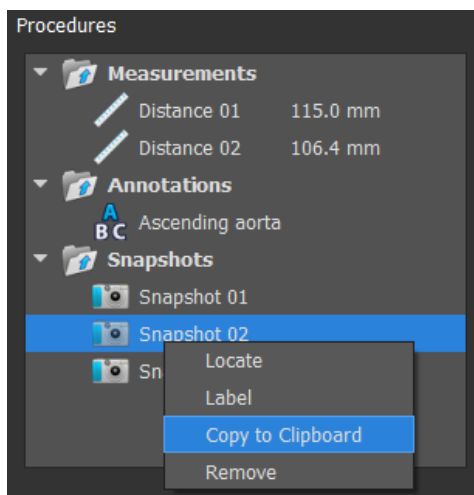 Procedures
Measurements
Distance 01 115.0 mm
Distance 02 106.4 mm
Annotations
A
B C Ascending aorta
Snapshots
Snapshot 01
Snapshot 02
Sn
Locate
Label
Copy to Clipboard
Remove